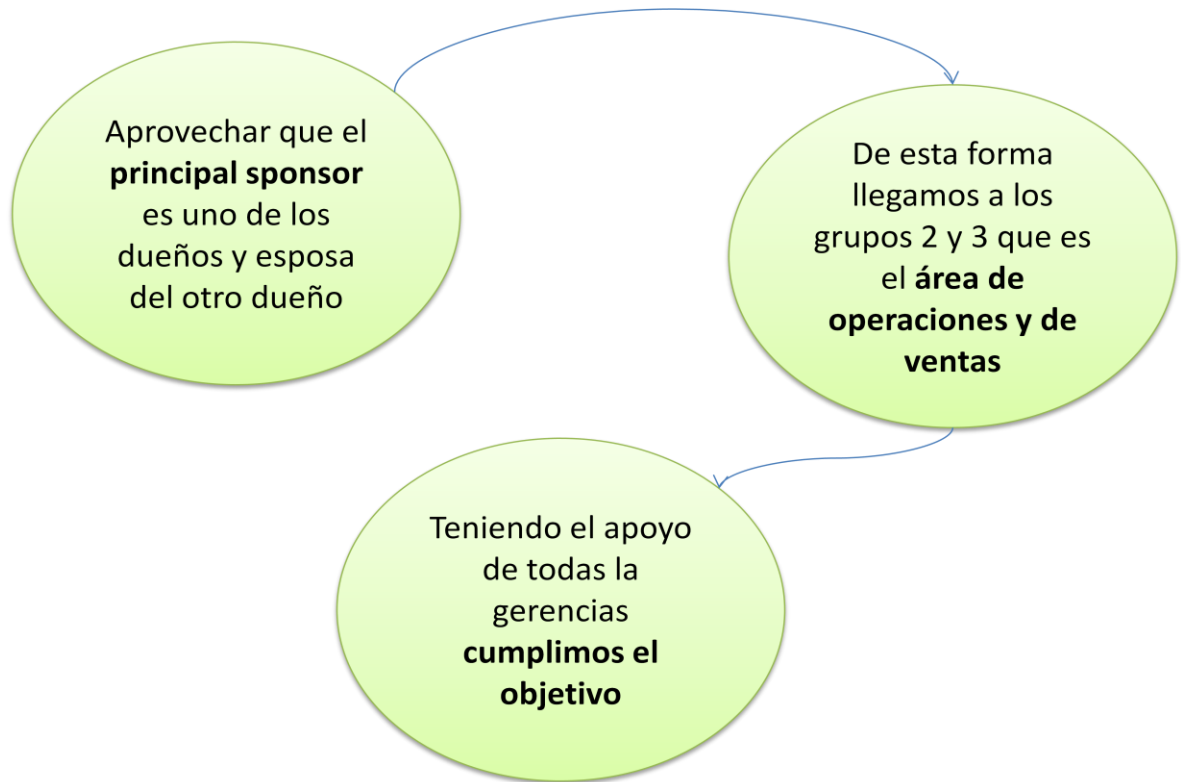 Aprovechar que el
principal sponsor
es uno de los
dueños y esposa
del otro dueño
De esta forma
llegamos a los
grupos 2 y 3 que es
el área de
operaciones y de
ventas
Teniendo el apoyo
de todas la
gerencias
cumplimos el
objetivo